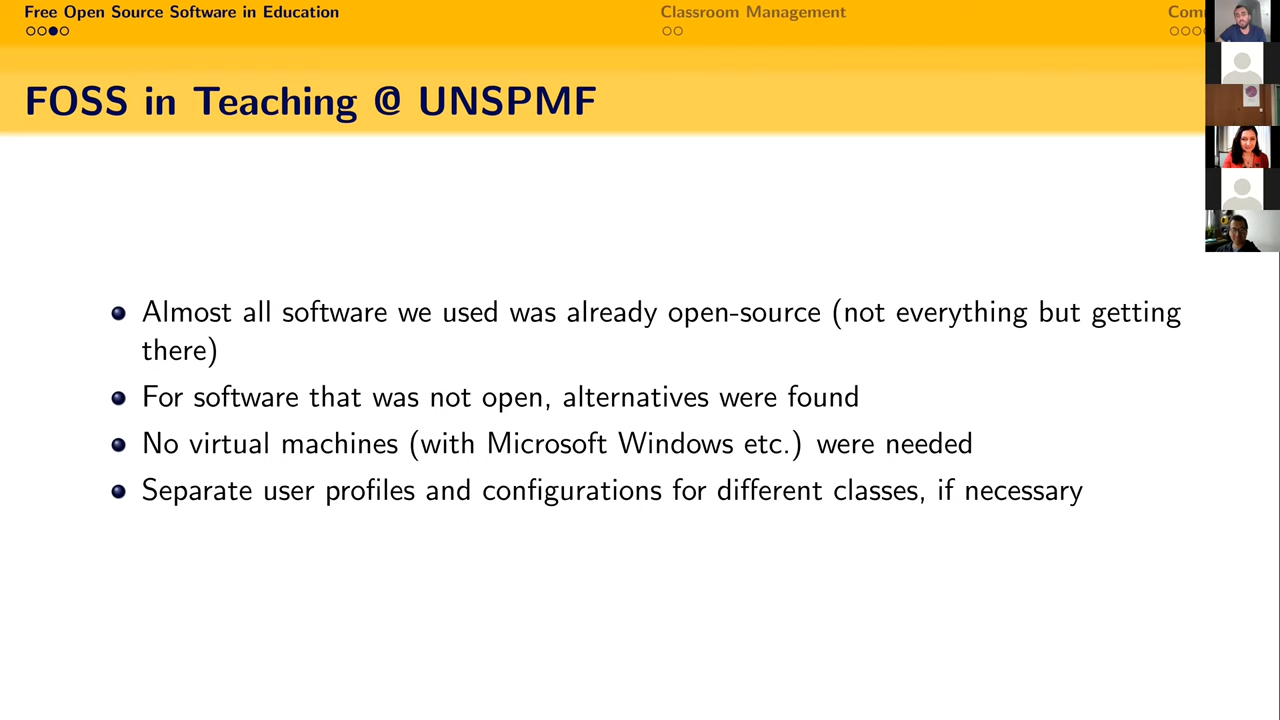 Free Open Source Software in Education
Classroom Management
FOSS in Teaching @ UNSPMF
Almost all software we used was already open-source (not everything but getting
there)
For software that was not open, alternatives were found
No virtual machines (with Microsoft Windows etc.) were needed
Separate user profiles and configurations for different classes, if necessary